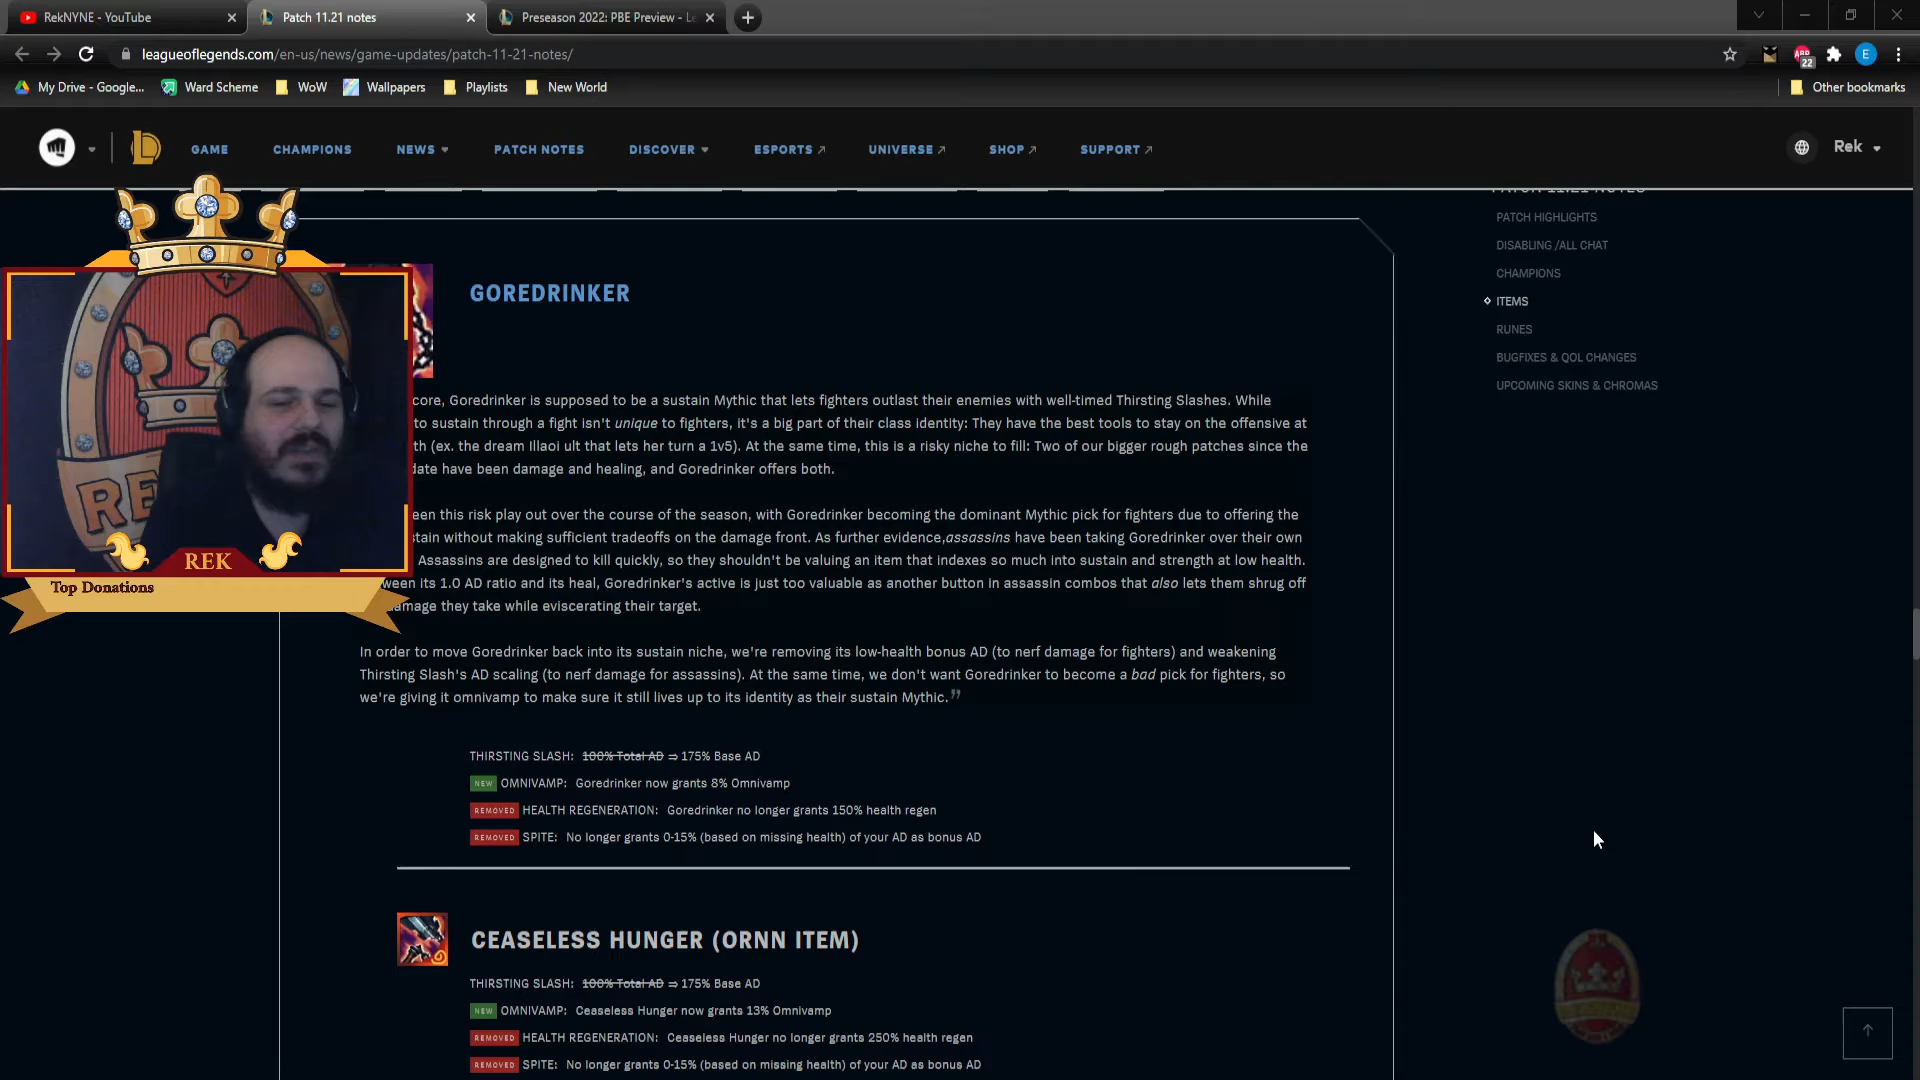 RekNYNE - YouTube
Patch 11.21 notes
Preseason 2022: PBE Preview - Le
leagueoflegends.com/en-us/news/game-updates/patch-11-21-notes/
22
E
My Drive - Google...
Ward Scheme
WoW
Wallpapers
Playlists
New World
Other bookmarks
GAME
CHAMPIONS
NEWS
PATCH NOTES
DISCOVER
ESPORTS
UNIVERSE
SHOP
SUPPORT
Rek
PATCH 11.21 NOTES
PATCH HIGHLIGHTS
DISABLING /ALL CHAT
CHAMPIONS
ITEMS
RUNES
BUGFIXES & QOL CHANGES
UPCOMING SKINS & CHROMAS
GOREDRINKER
core, Goredrinker is supposed to be a sustain Mythic that lets fighters outlast their enemies with well-timed Thirsting Slashes. While
to sustain through a fight isn't unique to fighters, it's a big part of their class identity: They have the best tools to stay on the offensive at
th (ex. the dream Illaoi ult that lets her turn a 1v5). At the same time, this is a risky niche to fill: Two of our bigger rough patches since the
date have been damage and healing, and Goredrinker offers both.
een this risk play out over the course of the season, with Goredrinker becoming the dominant Mythic pick for fighters due to offering the
tain without making sufficient tradeoffs on the damage front. As further evidence,assassins have been taking Goredrinker over their own
Assassins are designed to kill quickly, so they shouldn't be valuing an item that indexes so much into sustain and strength at low health.
ween its 1.0 AD ratio and its heal, Goredrinker's active is just too valuable as another button in assassin combos that also lets them shrug off
amage they take while eviscerating their target.
In order to move Goredrinker back into its sustain niche, we're removing its low-health bonus AD (to nerf damage for fighters) and weakening
Thirsting Slash's AD scaling (to nerf damage for assassins). At the same time, we don't want Goredrinker to become a bad pick for fighters, so
we're giving it omnivamp to make sure it still lives up to its identity as their sustain Mythic.”
THIRSTING SLASH: 100% Total AD ⇒ 175% Base AD
NEW OMNIVAMP: Goredrinker now grants 8% Omnivamp
REMOVED HEALTH REGENERATION: Goredrinker no longer grants 150% health regen
REMOVED SPITE: No longer grants 0-15% (based on missing health) of your AD as bonus AD
CEASELESS HUNGER (ORNN ITEM)
THIRSTING SLASH: 100% Total AD ⇒ 175% Base AD
NEW OMNIVAMP: Ceaseless Hunger now grants 13% Omnivamp
REMOVED HEALTH REGENERATION: Ceaseless Hunger no longer grants 250% health regen
REMOVED SPITE: No longer grants 0-15% (based on missing health) of your AD as bonus AD
RE
REK
Top Donations